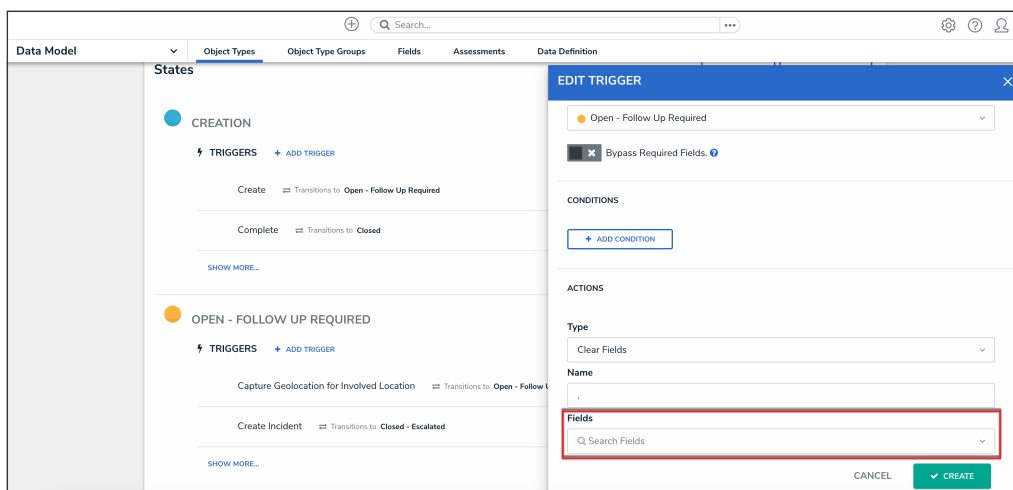 Search...
Data Model
Object Types Object Type Groups Fields Assessments Data Definition
States
CREATION
TRIGGERS + ADD TRIGGER
Create Transitions to Open - Follow Up Required
Complete Transitions to Closed
SHOW MORE...
OPEN - FOLLOW UP REQUIRED
TRIGGERS + ADD TRIGGER
Capture Geolocation for Involved Location Transitions to Open - Follow
Create Incident Transitions to Closed - Escalated
SHOW MORE...
EDIT TRIGGER
Open - Follow Up Required
Bypass Required Fields.
CONDITIONS
+ ADD CONDITION
ACTIONS
Type
Clear Fields
Name
.
Fields
Search Fields
CANCEL CREATE